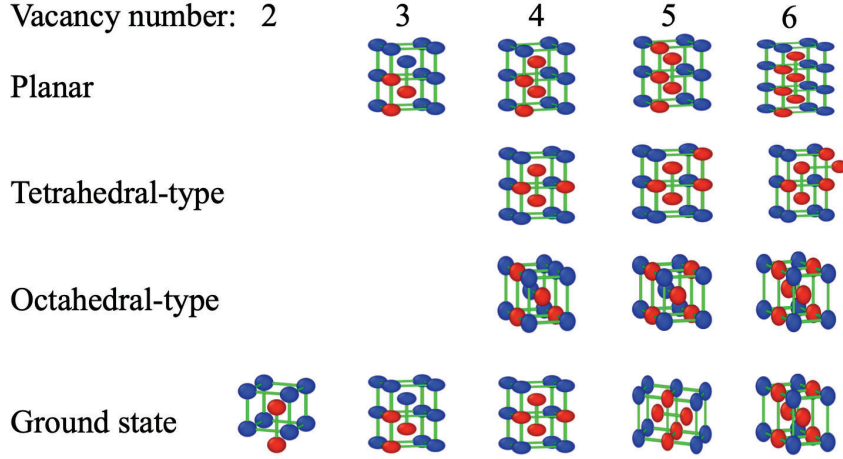 Vacancy number: 2 3 4 5 6
Planar
Tetrahedral-type
Octahedral-type
Ground state